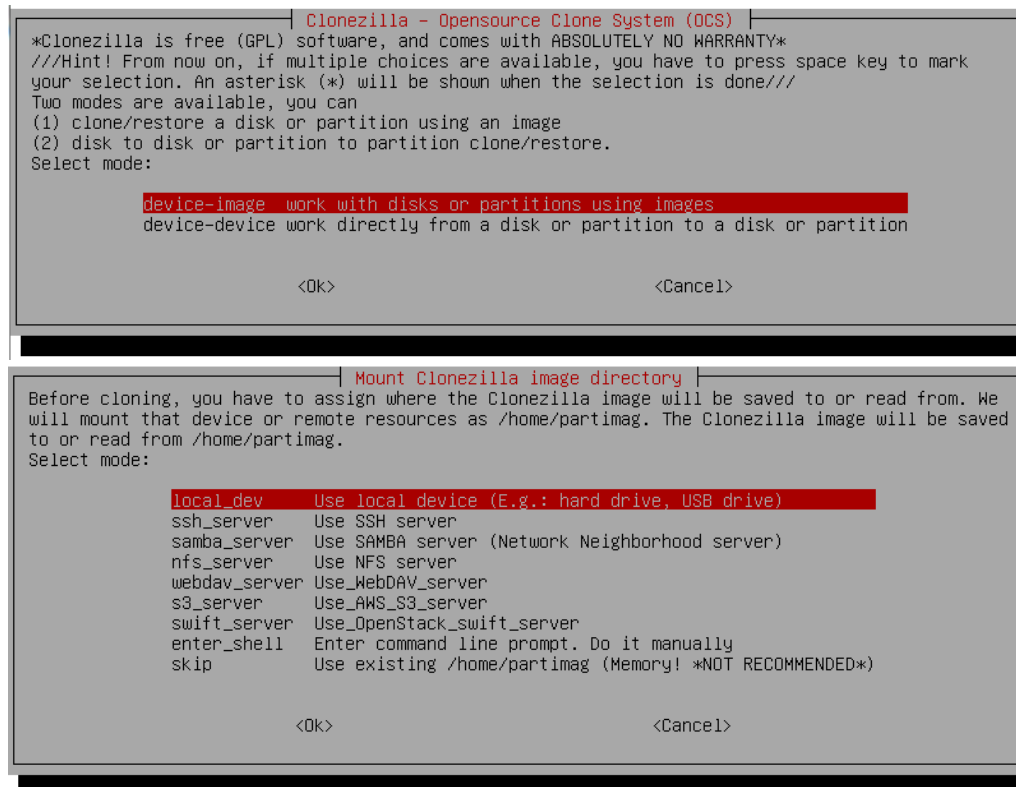 Clonezilla - Opensource Clone System (OCS)
*Clonezilla is free (GPL) software, and comes with ABSOLUTELY NO WARRANTY*
///Hint! From now on, if multiple choices are available, you have to press space key to mark
your selection. An asterisk (*) will be shown when the selection is done///
Two modes are available, you can
(1) clone/restore a disk or partition using an image
(2) disk to disk or partition to partition clone/restore.
Select mode:
device-image work with disks or partitions using images
device-device work directly from a disk or partition to a disk or partition
<Ok> <Cancel>
Mount Clonezilla image directory
Before cloning, you have to assign where the Clonezilla image will be saved to or read from. We
will mount that device or remote resources as /home/partimag. The Clonezilla image will be saved
to or read from /home/partimag.
Select mode:
local_dev Use local device (E.g.: hard drive, USB drive)
ssh_server Use SSH server
samba_server Use SAMBA server (Network Neighborhood server)
nfs_server Use NFS server
webdav_server Use_WebDAV_server
s3_server Use_AWS_S3_server
swift_server Use_OpenStack_swift_server
enter_shell Enter command line prompt. Do it manually
skip Use existing /home/partimag (Memory! *NOT RECOMMENDED*)
<Ok> <Cancel>